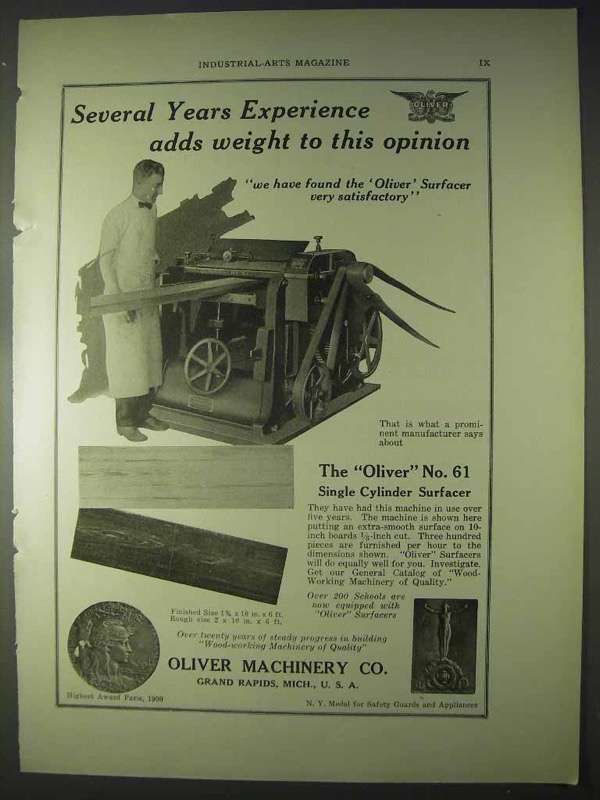 INDUSTRIAL-ARTS MAGAZINE
IX
Several Years Experience
adds weight to this opinion
OLIVER
"we have found the 'Oliver' Surfacer
very satisfactory"
That is what a promi-
nent manufacturer says
about
The "Oliver" No. 61
Single Cylinder Surfacer
They have had this machine in use over
five years. The machine is shown here
putting an extra-smooth surface on 10-
inch boards ⅛-inch cut. Three hundred
pieces are furnished per hour to the
dimensions shown. "Oliver" Surfacers
will do equally well for you. Investigate.
Get our General Catalog of "Wood-
Working Machinery of Quality."
Over 200 Schools are
now equipped with
"Oliver" Surfacers
Finished Size 1¾ x 16 in. x 6 ft.
Rough size 2 x 16 in. x 6 ft.
Over twenty years of steady progress in building
"Wood-working Machinery of Quality"
OLIVER MACHINERY CO.
GRAND RAPIDS, MICH., U. S. A.
Highest Award Paris, 1900
N. Y. Medal for Safety Guards and Appliances